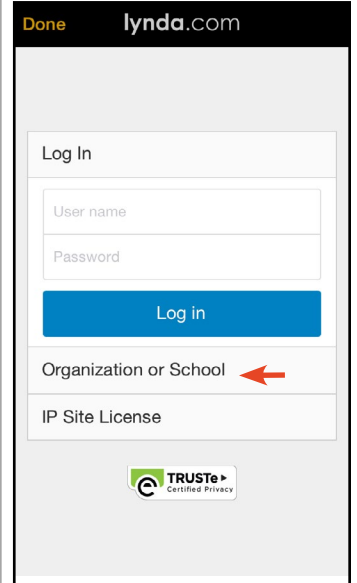 Done lynda.com
Log In
User name
Password
Log in
Organization or School
IP Site License
TRUSTe
Certified Privacy